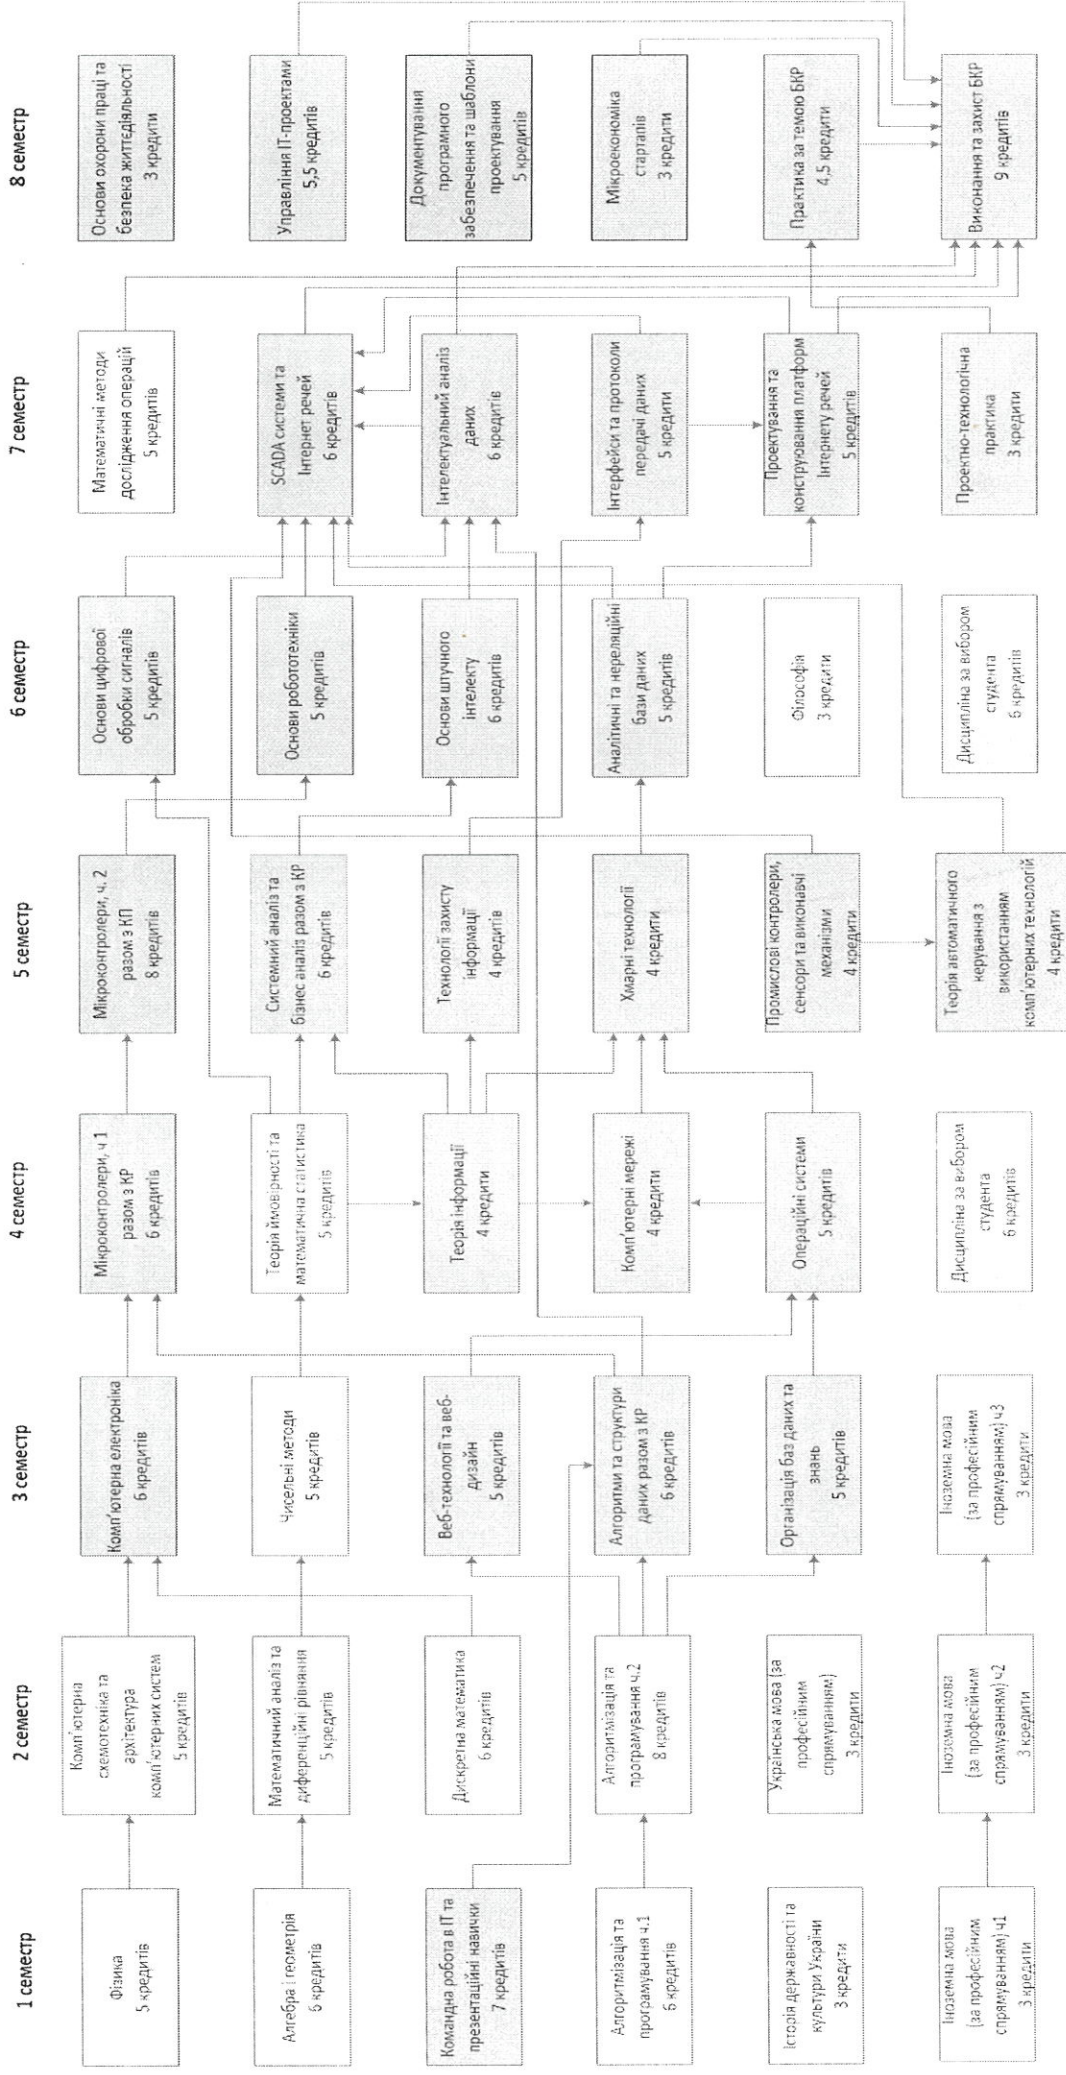 1 семестр
Фізика
5 кредитів
Алгебра і геометрія
6 кредитів
Командна робота в ІТ та
презентаційні навички
7 кредитів
Алгоритмізація та
програмування ч.1
6 кредитів
Історія державності та
культури України
3 кредити
Іноземна мова
(за професійним
спрямуванням) ч1
3 кредити
2 семестр
Комп'ютерна
схемотехніка та
архітектура
комп'ютерних систем
5 кредитів
Математичний аналіз та
диференційні рівняння
5 кредитів
Дискретна математика
6 кредитів
Алгоритмізація та
програмування ч.2
8 кредитів
Українська мова (за
професійним
спрямуванням)
3 кредити
Іноземна мова
(за професійним
спрямуванням) ч2
3 кредити
3 семестр
Комп'ютерна електроніка
6 кредитів
Чисельні методи
5 кредитів
Веб-технології та веб-
дизайн
5 кредитів
Алгоритми та структури
даних разом з КР
6 кредитів
Організація баз даних та
знань
5 кредитів
Іноземна мова
(за професійним
спрямуванням) ч3
3 кредити
4 семестр
Мікроконтролери, ч 1
разом з КР
6 кредитів
Теорія ймовірності та
математична статистика
5 кредитів
Теорія інформації
4 кредити
Комп'ютерні мережі
4 кредити
Операційні системи
5 кредитів
Дисципліна за вибором
студента
6 кредитів
5 семестр
Мікроконтролери, ч. 2
разом з КП
8 кредитів
Системний аналіз та
бізнес аналіз разом з КР
6 кредитів
Технології захисту
інформації
4 кредити
Хмарні технології
4 кредити
Промислові контролери,
сенсори та виконавчі
механізми
4 кредити
Теорія автоматичного
керування з
використанням
комп'ютерних технологій
4 кредити
6 семестр
Основи цифрової
обробки сигналів
5 кредитів
Основи робототехніки
5 кредитів
Основи штучного
інтелекту
6 кредитів
Аналітичні та нереляційні
бази даних
5 кредитів
Філософія
3 кредити
Дисципліна за вибором
студента
6 кредитів
7 семестр
Математичні методи
дослідження операцій
5 кредитів
SCADA системи та
Інтернет речей
6 кредитів
Інтелектуальний аналіз
даних
6 кредитів
Інтерфейси та протоколи
передачі даних
5 кредити
Проектування та
конструювання платформ
Інтернету речей
5 кредитів
Проектно-технологічна
практика
3 кредити
8 семестр
Основи охорони праці та
безпека життєдіяльності
3 кредити
Управління ІТ-проектами
5,5 кредитів
Документування
програмного
забезпечення та шаблони
проектування
5 кредитів
Мікроекономіка
стартапів
3 кредити
Практика за темою БКР
4,5 кредити
Виконання та захист БКР
9 кредитів